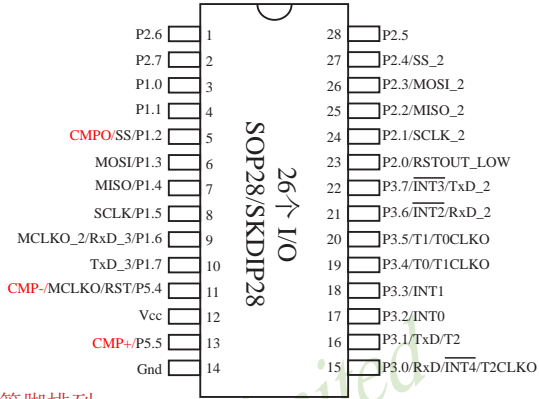 P2.6 1 28 P2.5
P2.7 2 27 P2.4/SS_2
P1.0 3 26 P2.3/MOSI_2
P1.1 4 25 P2.2/MISO_2
CMPO/SS/P1.2 5 24 P2.1/SCLK_2
MOSI/P1.3 6 23 P2.0/RSTOUT_LOW
MISO/P1.4 7 22 P3.7/INT3/TxD_2
SCLK/P1.5 8 21 P3.6/INT2/RxD_2
MCLKO_2/RxD_3/P1.6 9 20 P3.5/T1/T0CLKO
TxD_3/P1.7 10 19 P3.4/T0/T1CLKO
CMP-/MCLKO/RST/P5.4 11 18 P3.3/INT1
Vcc 12 17 P3.2/INT0
CMP+/P5.5 13 16 P3.1/TxD/T2
Gnd 14 15 P3.0/RxD/INT4/T2CLKO
26个 I/O
SOP28/SKDIP28